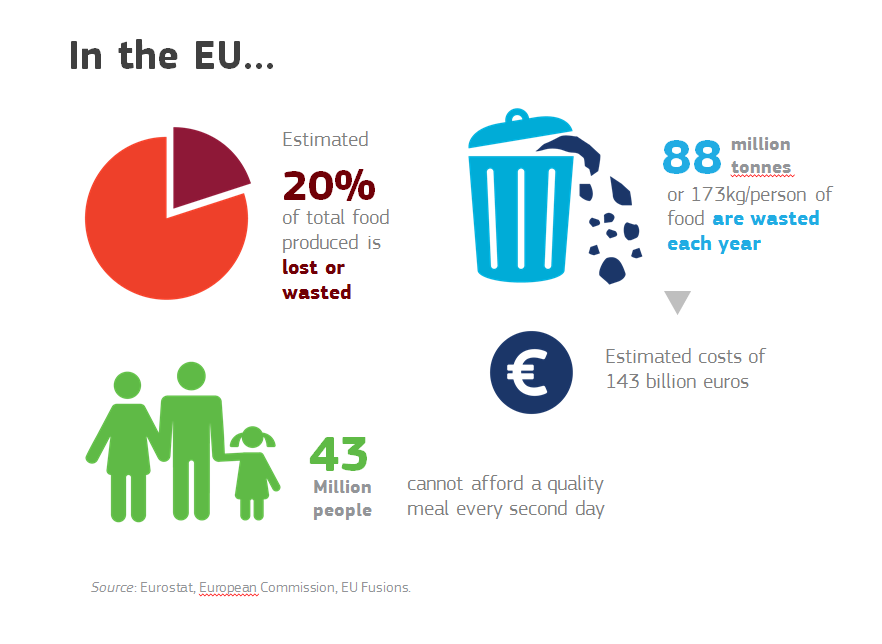 In the EU...
Estimated
20%
of total food
produced is
lost or
wasted
88 million
tonnes
or 173kg/person of
food are wasted
each year
€
Estimated costs of
143 billion euros
43
Million
people
cannot afford a quality
meal every second day
Source: Eurostat, European Commission, EU Fusions.